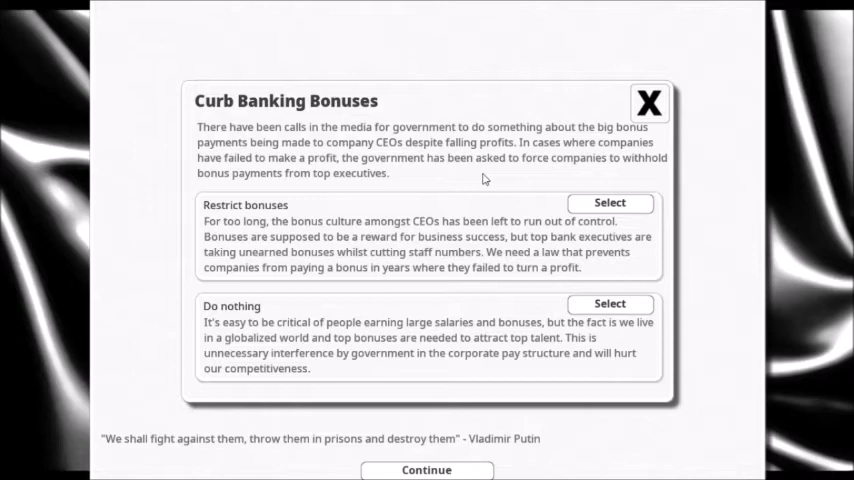 Curb Banking Bonuses
X
There have been calls in the media for government to do something about the big bonus
payments being made to company CEOs despite falling profits. In cases where companies
have failed to make a profit, the government has been asked to force companies to withhold
bonus payments from top executives.
Restrict bonuses
Select
For too long, the bonus culture amongst CEOs has been left to run out of control.
Bonuses are supposed to be a reward for business success, but top bank executives are
taking unearned bonuses whilst cutting staff numbers. We need a law that prevents
companies from paying a bonus in years where they failed to turn a profit.
Do nothing
Select
It's easy to be critical of people earning large salaries and bonuses, but the fact is we live
in a globalized world and top bonuses are needed to attract top talent. This is
unnecessary interference by government in the corporate pay structure and will hurt
our competitiveness.
"We shall fight against them, throw them in prisons and destroy them" - Vladimir Putin
Continue